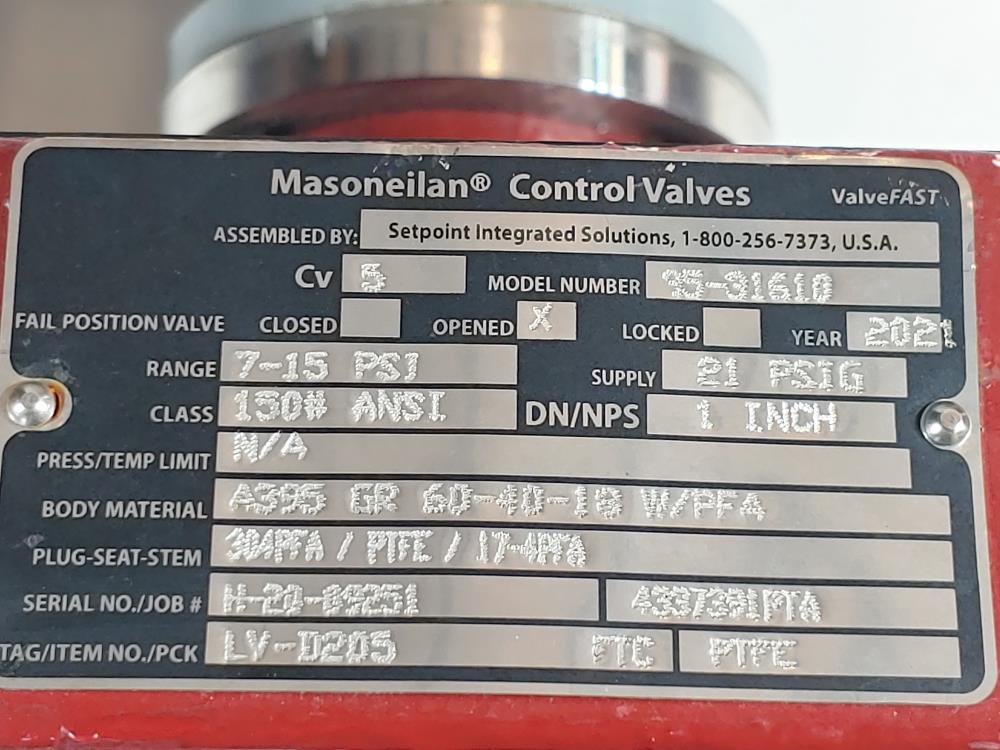 Masoneilan® Control Valves ValveFAST
ASSEMBLED BY: Setpoint Integrated Solutions, 1-800-256-7373, U.S.A.
Cv 5 MODEL NUMBER 35-31610
FAIL POSITION VALVE CLOSED OPENED X LOCKED YEAR
RANGE 7-15 PSI SUPPLY 21 PSIG
CLASS 150# ANSI DN/NPS 1 INCH
PRESS/TEMP LIMIT N/A
BODY MATERIAL A395 GR 60-40-18 W/PFA
PLUG-SEAT-STEM 304PFA / PTFE / 17-4PFA
SERIAL NO./JOB # H-20-69251 4337391PTA
TAG/ITEM NO./PCK LV-D205 FTC PTFE